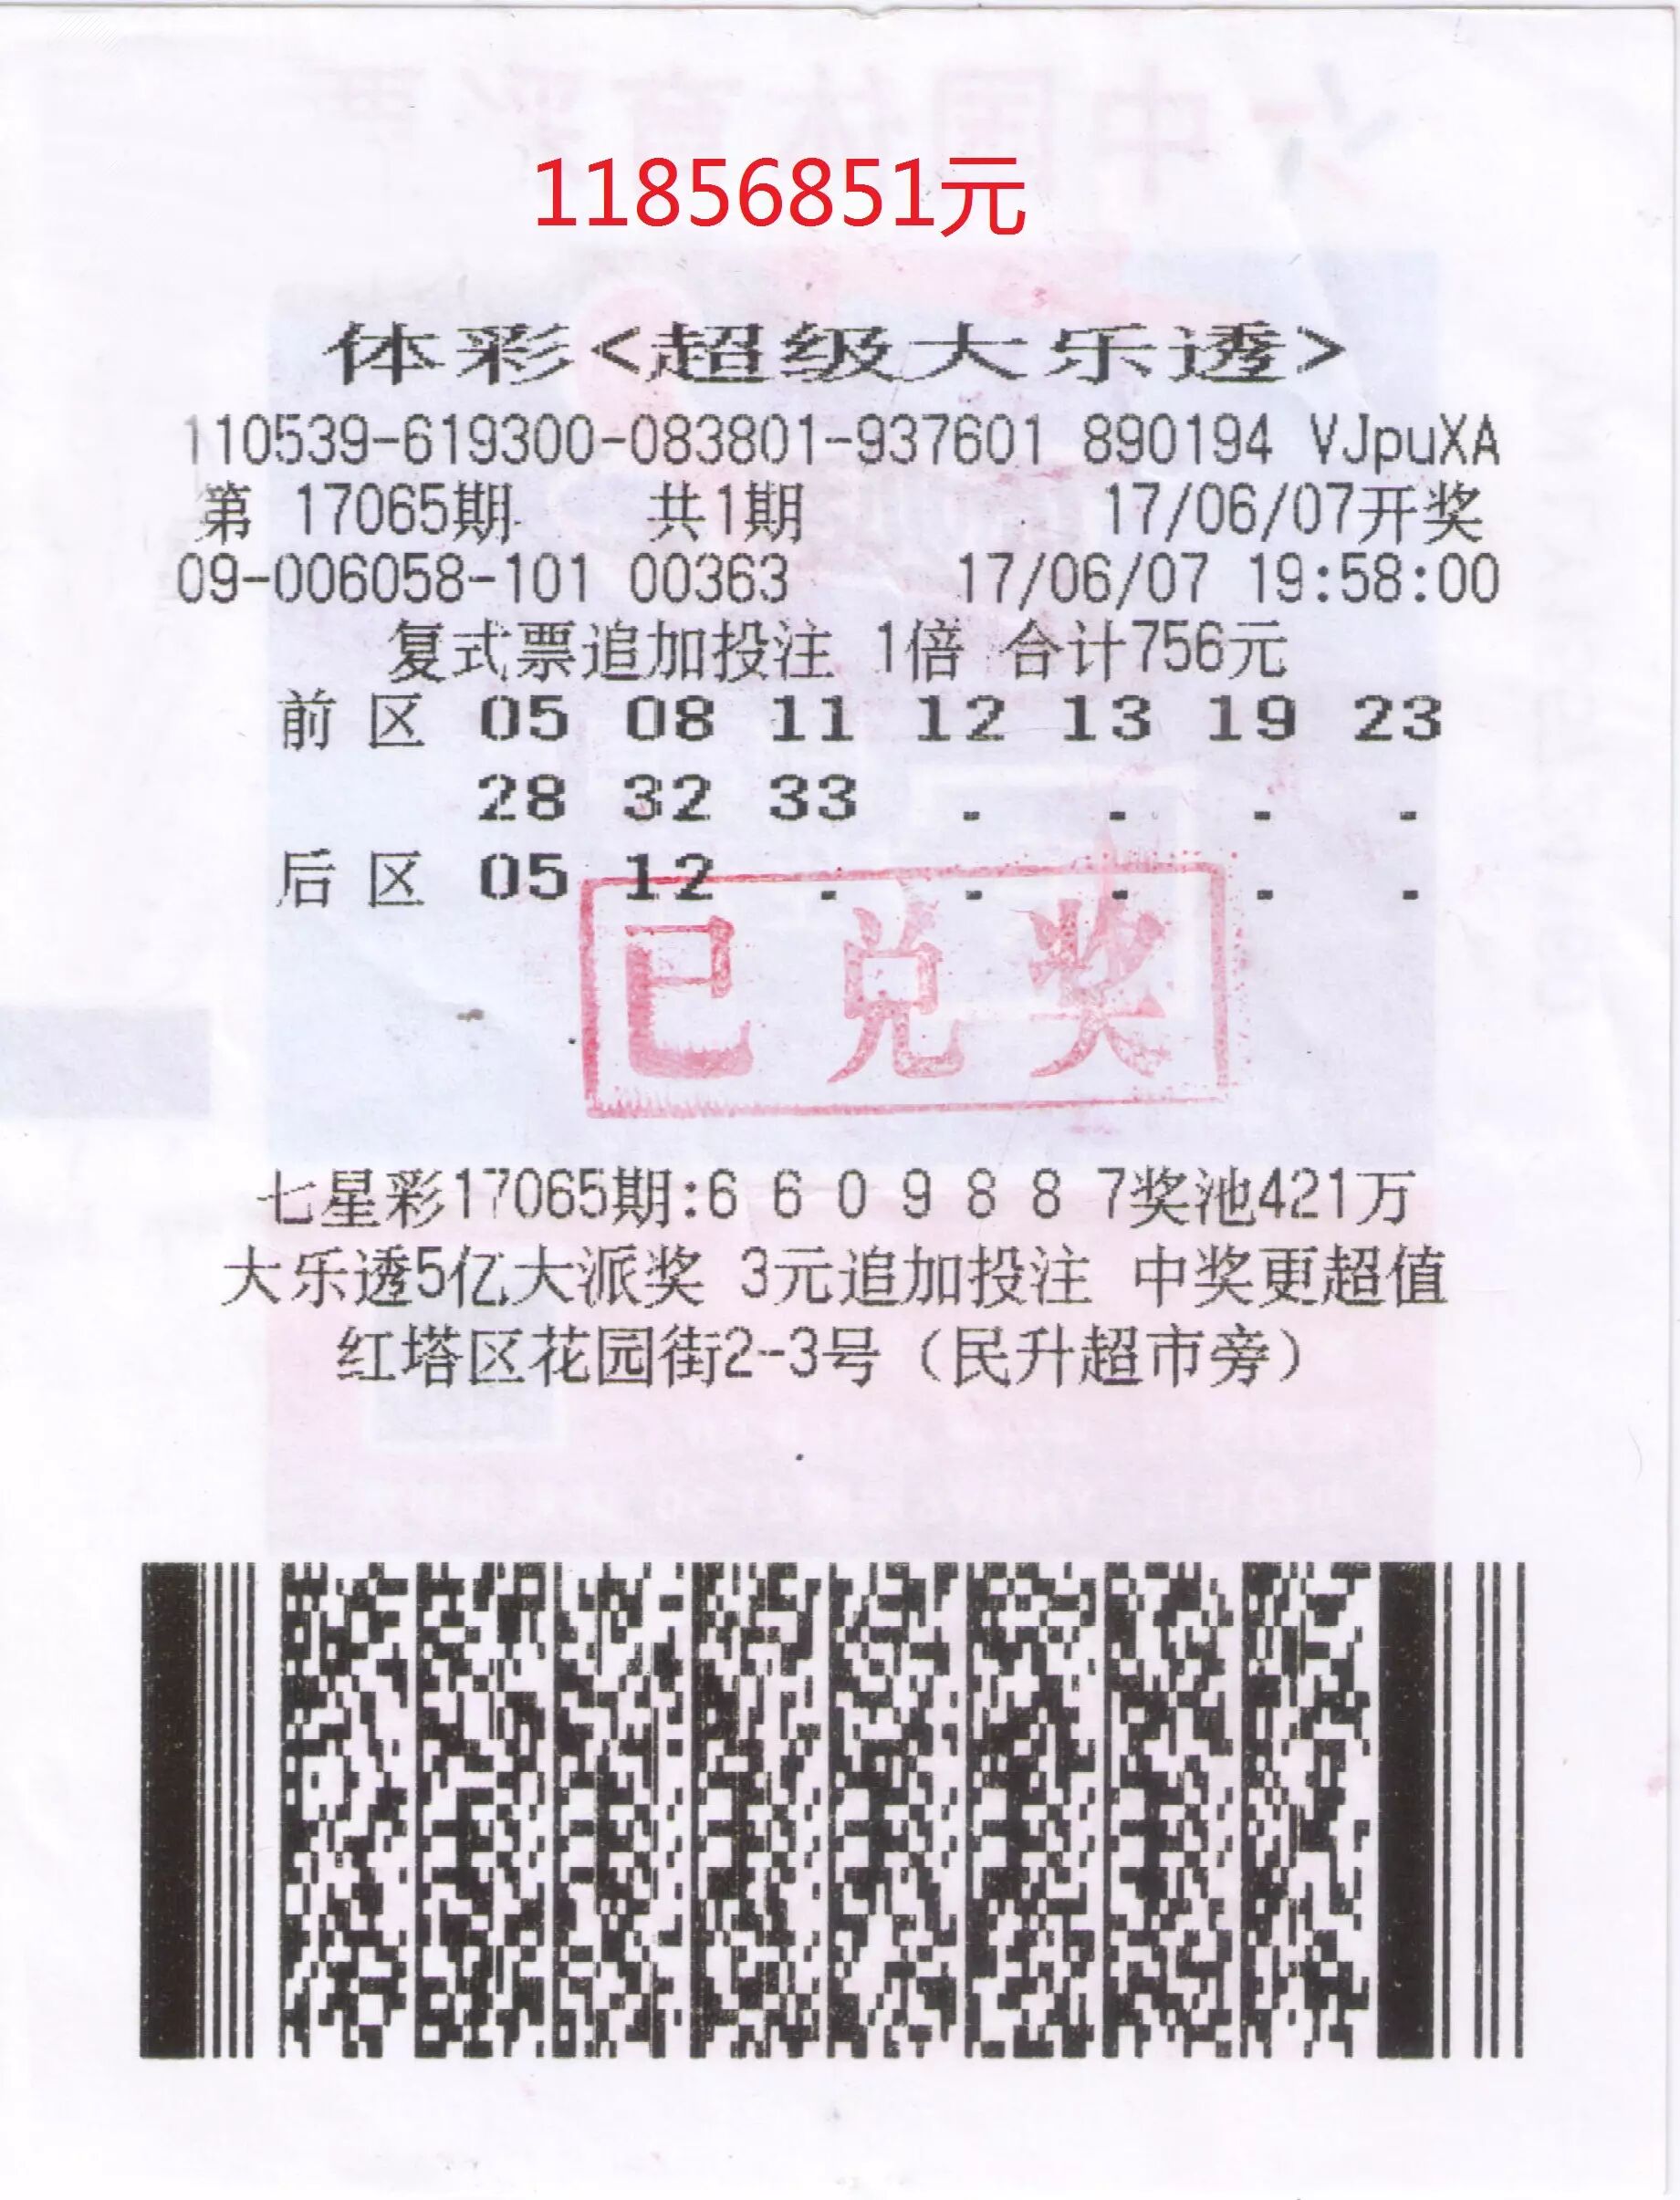 11856851元
体彩<超级大乐透>
110539-619300-083801-937601 890194 VJpuXA
第 17065期 共1期 17/06/07开奖
09-006058-101 00363 17/06/07 19:58:00
复式票追加投注 1倍 合计756元
前区 05 08 11 12 13 19 23
28 32 33 . . . .
后区 05 12 . . . . .
已兑奖
七星彩17065期:6 6 0 9 8 8 7奖池421万
大乐透5亿大派奖 3元追加投注 中奖更超值
红塔区花园街2-3号（民升超市旁）